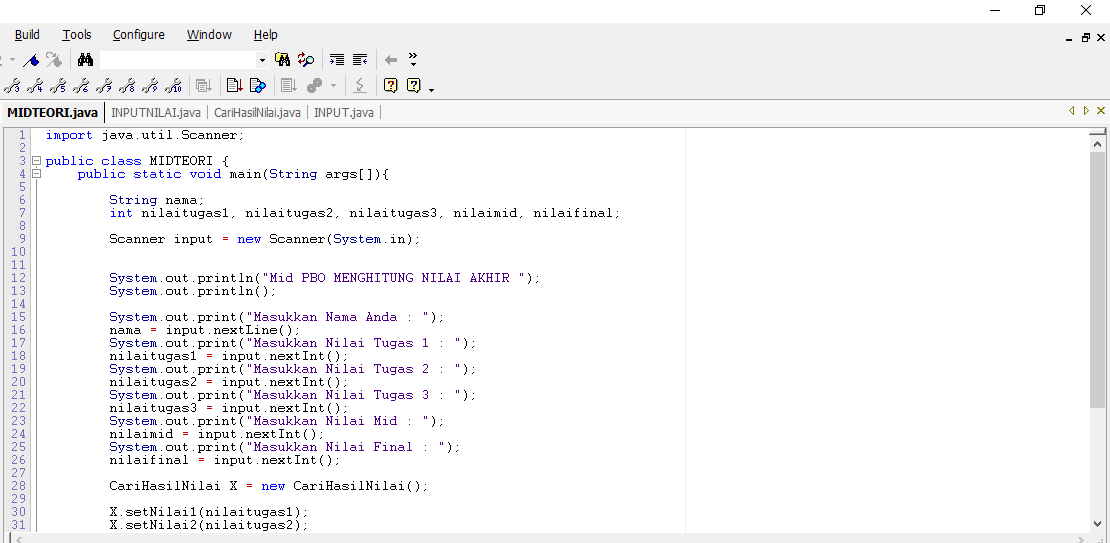 Build Tools Configure Window Help
MIDTEORI.java INPUTNILAI.java CariHasilNilai.java INPUT.java
1 import java.util.Scanner;
2
3 public class MIDTEORI {
4 public static void main(String args[]){
5
6 String nama;
7 int nilaitugas1, nilaitugas2, nilaitugas3, nilaimid, nilaifinal;
8
9 Scanner input = new Scanner(System.in);
10
11
12 System.out.println("Mid PBO MENGHITUNG NILAI AKHIR ");
13 System.out.println();
14
15 System.out.print("Masukkan Nama Anda : ");
16 nama = input.nextLine();
17 System.out.print("Masukkan Nilai Tugas 1 : ");
18 nilaitugas1 = input.nextInt();
19 System.out.print("Masukkan Nilai Tugas 2 : ");
20 nilaitugas2 = input.nextInt();
21 System.out.print("Masukkan Nilai Tugas 3 : ");
22 nilaitugas3 = input.nextInt();
23 System.out.print("Masukkan Nilai Mid : ");
24 nilaimid = input.nextInt();
25 System.out.print("Masukkan Nilai Final : ");
26 nilaifinal = input.nextInt();
27
28 CariHasilNilai X = new CariHasilNilai();
29
30 X.setNilai1(nilaitugas1);
31 X.setNilai2(nilaitugas2);